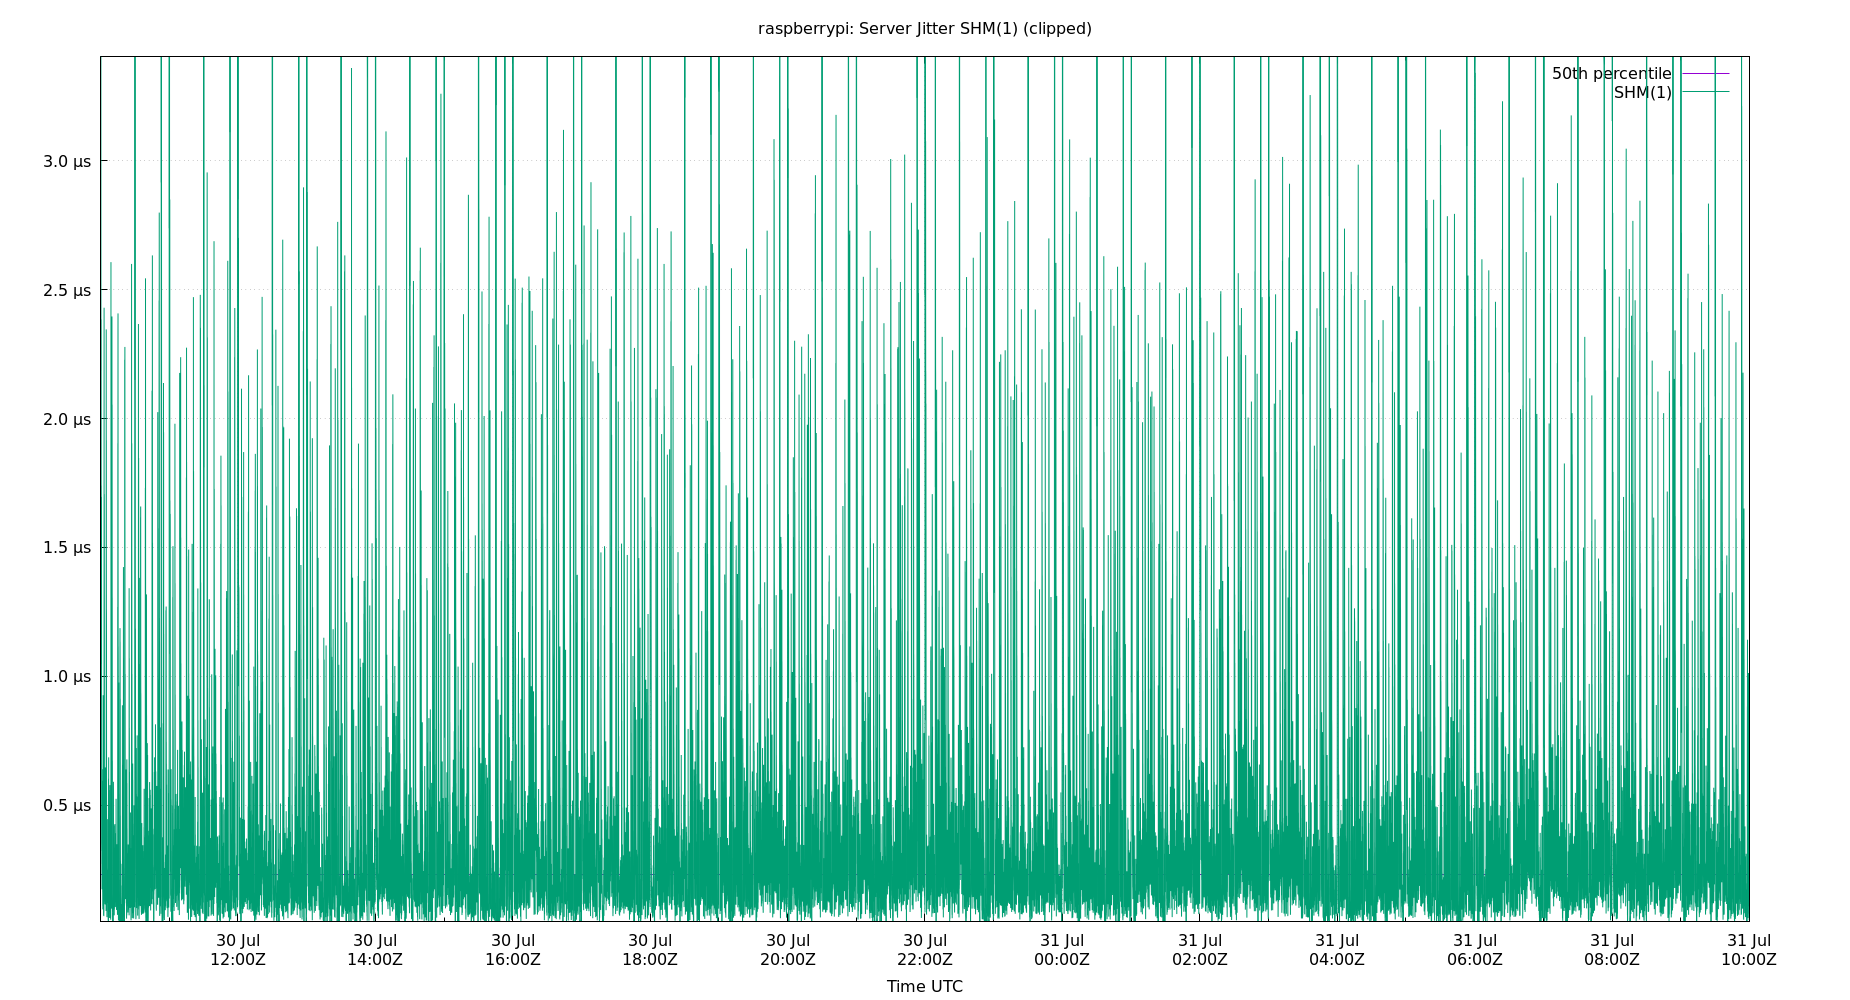 raspberrypi: Server Jitter SHM(1) (clipped)
50th percentile
SHM(1)
3.0 µs
2.5 µs
2.0 µs
1.5 µs
1.0 µs
0.5 µs
30 Jul 30 Jul 30 Jul 30 Jul 30 Jul 30 Jul 31 Jul 31 Jul 31 Jul 31 Jul 31 Jul 31 Jul
12:00Z 14:00Z 16:00Z 18:00Z 20:00Z 22:00Z 00:00Z 02:00Z 04:00Z 06:00Z 08:00Z 10:00Z
Time UTC